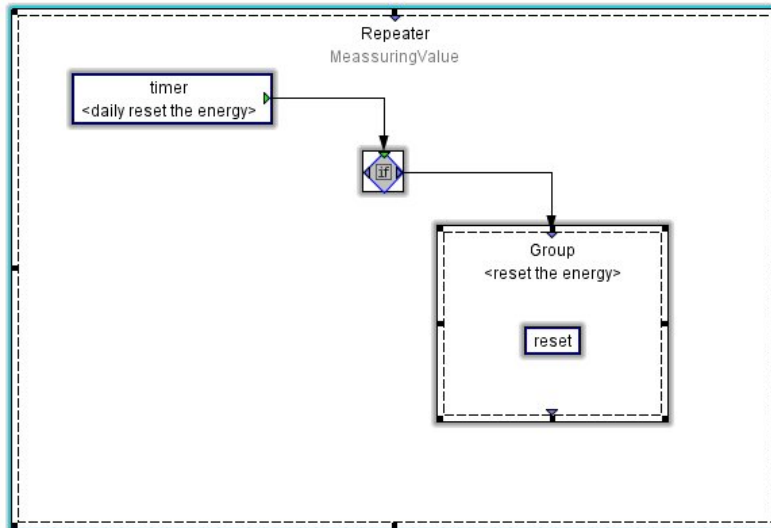 Repeater
MeassuringValue
timer
<daily reset the energy>
if
Group
<reset the energy>
reset